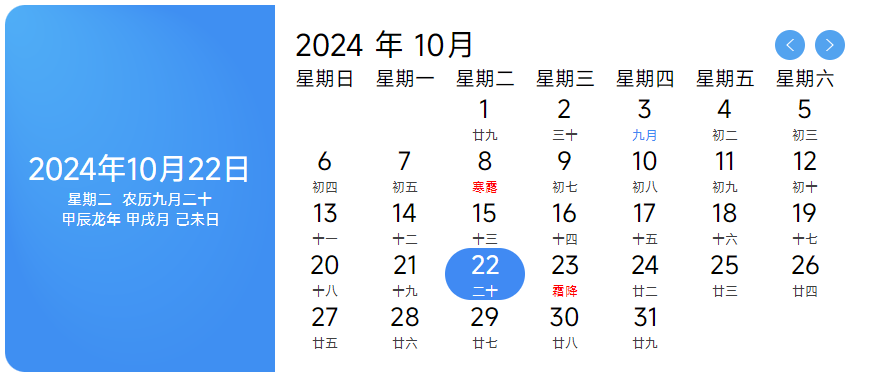 2024年10月22日
星期二 农历九月二十
甲辰龙年 甲戌月 己未日
2024 年 10月
星期日 星期一 星期二 星期三 星期四 星期五 星期六
1 2 3 4 5
廿九 三十 九月 初二 初三
6 7 8 9 10 11 12
初四 初五 寒露 初七 初八 初九 初十
13 14 15 16 17 18 19
十一 十二 十三 十四 十五 十六 十七
20 21 22 23 24 25 26
十八 十九 二十 霜降 廿二 廿三 廿四
27 28 29 30 31
廿五 廿六 廿七 廿八 廿九